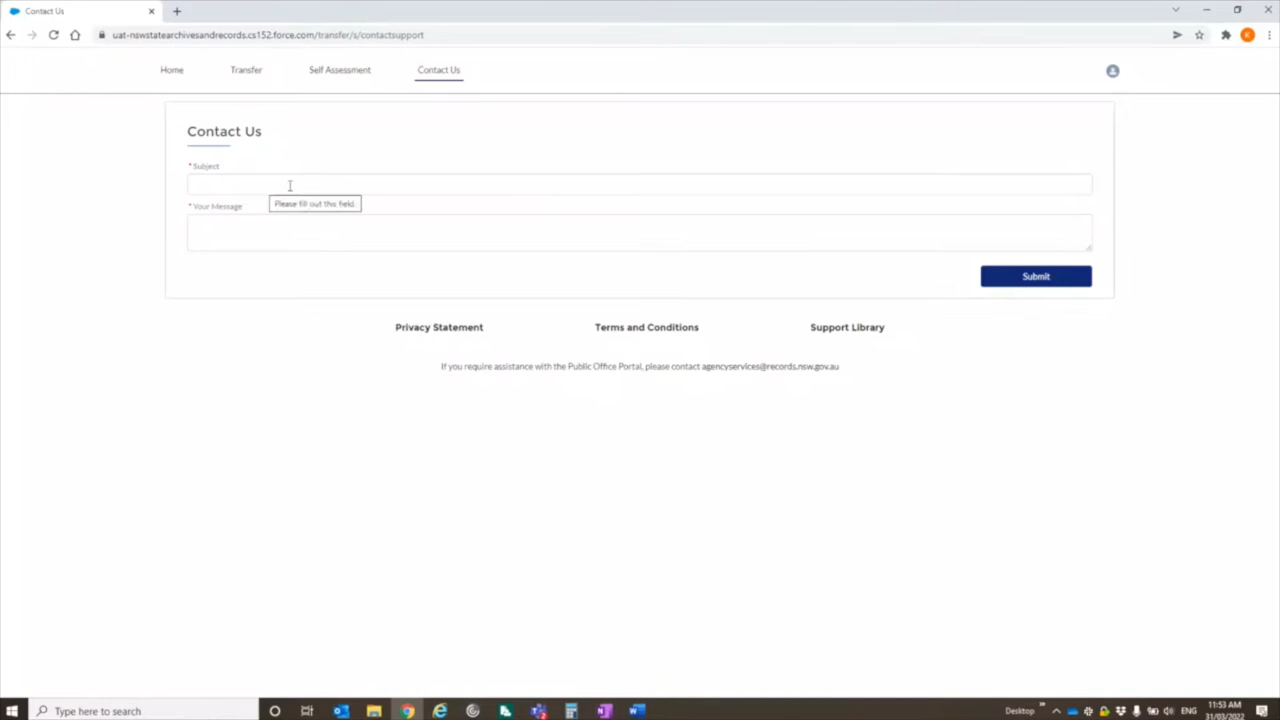 Contact Us
uat-nswstatearchivesandrecords.cs152.force.com/transfer/s/contactsupport
K
Home
Transfer
Self Assessment
Contact Us
Contact Us
* Subject
Please fill out this field.
* Your Message
Submit
Privacy Statement
Terms and Conditions
Support Library
If you require assistance with the Public Office Portal, please contact agencyservices@records.nsw.gov.au
Type here to search
Desktop
ENG
11:53 AM
31/03/2022